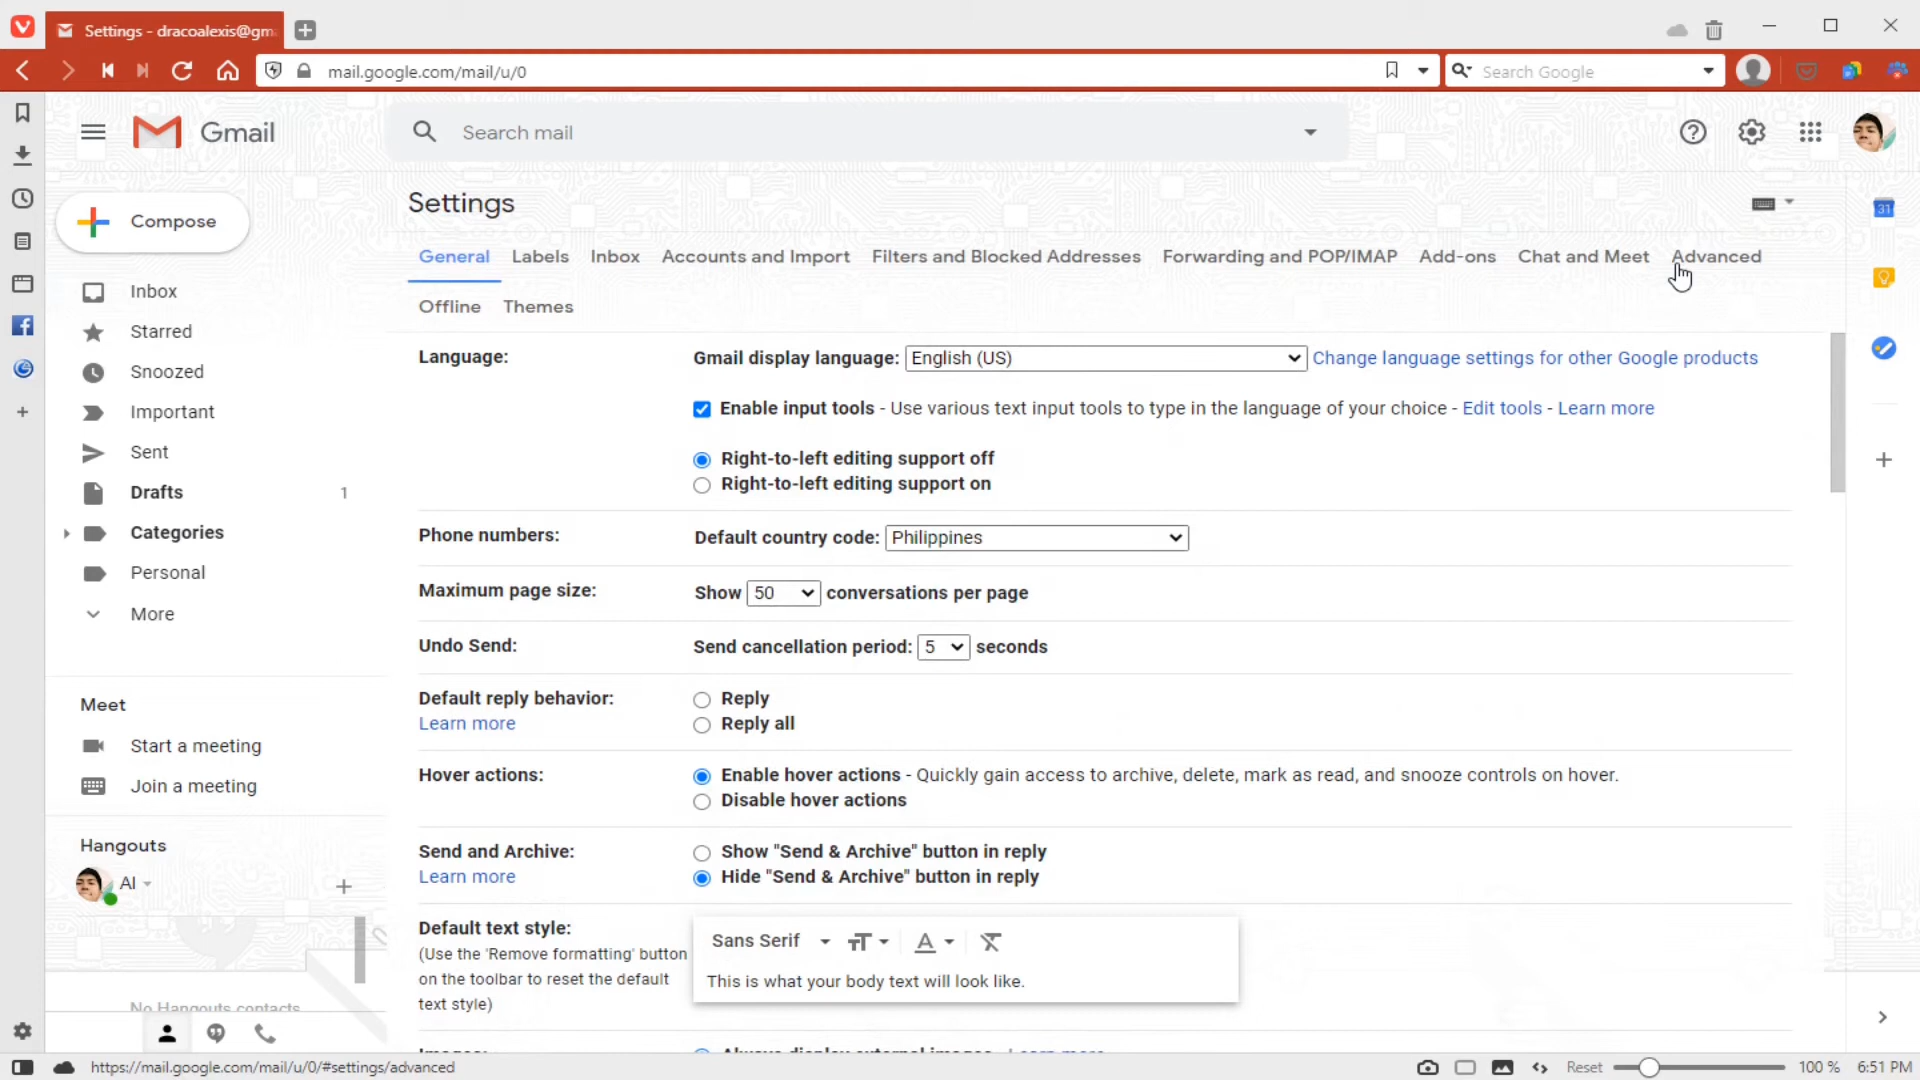 Settings - dracoalexis@gm
mail.google.com/mail/u/0
Search Google
Gmail
Search mail
Compose
Settings
31
General Labels Inbox Accounts and Import Filters and Blocked Addresses Forwarding and POP/IMAP Add-ons Chat and Meet Advanced
Offline Themes
Inbox
Starred
Snoozed
Important
Sent
Drafts 1
Categories
Personal
More
Meet
Start a meeting
Join a meeting
Hangouts
Al
No Hangouts contacts
Language:
Gmail display language: English (US) Change language settings for other Google products
Enable input tools - Use various text input tools to type in the language of your choice - Edit tools - Learn more
Right-to-left editing support off
Right-to-left editing support on
Phone numbers:
Default country code: Philippines
Maximum page size:
Show 50 conversations per page
Undo Send:
Send cancellation period: 5 seconds
Default reply behavior:
Learn more
Reply
Reply all
Hover actions:
Enable hover actions - Quickly gain access to archive, delete, mark as read, and snooze controls on hover.
Disable hover actions
Send and Archive:
Learn more
Show "Send & Archive" button in reply
Hide "Send & Archive" button in reply
Default text style:
(Use the 'Remove formatting' button
on the toolbar to reset the default
text style)
Sans Serif
This is what your body text will look like.
Images:
Always display external images - Learn more
https://mail.google.com/mail/u/0/#settings/advanced
Reset 100 % 6:51 PM